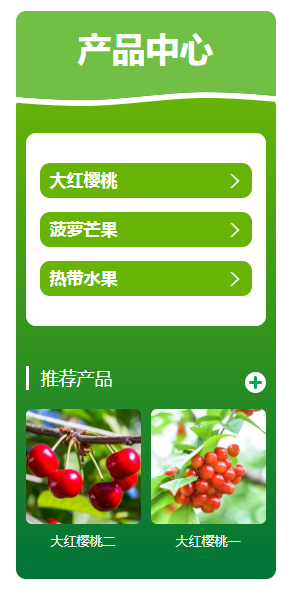 产品中心
大红樱桃
菠萝芒果
热带水果
推荐产品
大红樱桃二
大红樱桃一